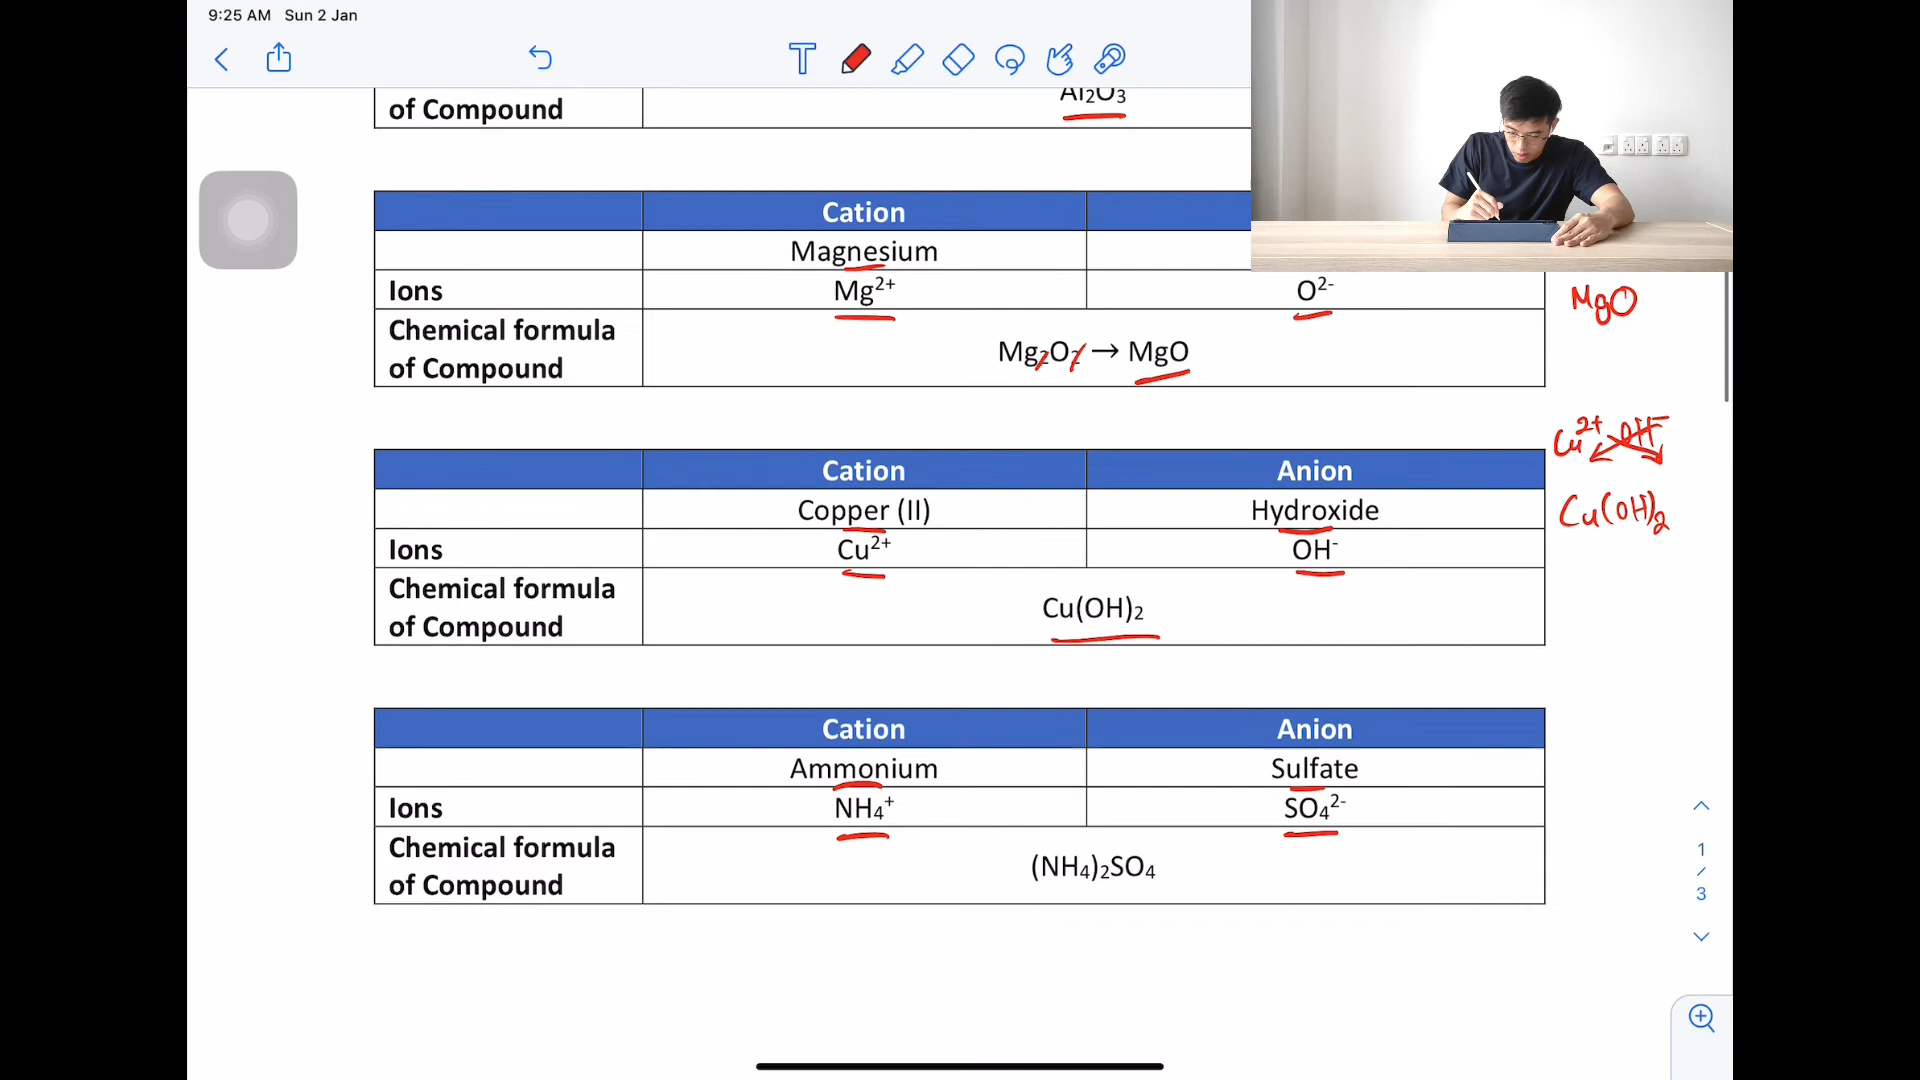 9:25 AM Sun 2 Jan
of Compound Al₂O₃
Cation
Magnesium
Ions Mg²⁺ O²⁻
MgO
Chemical formula
of Compound
Mg₂O₂ → MgO
Cu²⁺ OH⁻
Cation Anion
Copper (II) Hydroxide
Cu(OH)₂
Ions Cu²⁺ OH⁻
Chemical formula
of Compound
Cu(OH)₂
Cation Anion
Ammonium Sulfate
Ions NH₄⁺ SO₄²⁻
Chemical formula
of Compound
(NH₄)₂SO₄
1
/
3